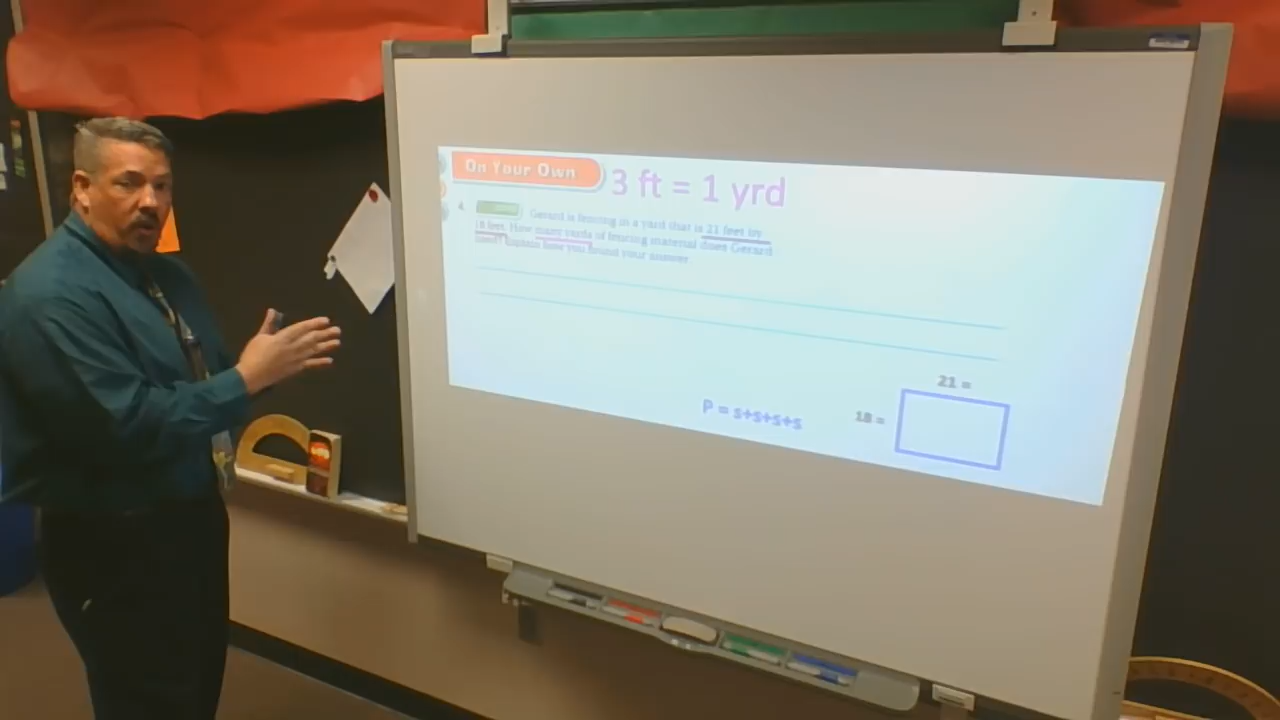 On Your Own
3 ft = 1 yrd
4.
Gerard is fencing in a yard that is 21 feet by
18 feet. How many yards of fencing material does Gerard
need? Explain how you found your answer.
21 =
18 =
P = s+s+s+s